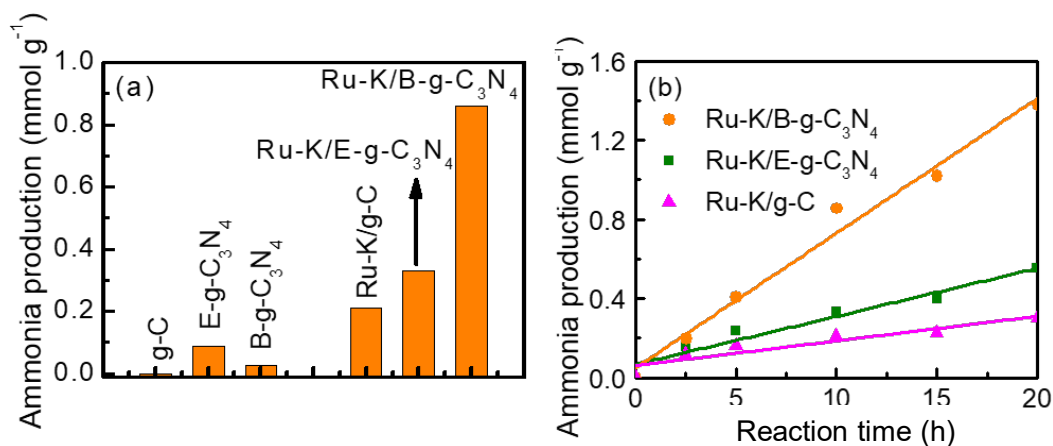 Ammonia production (mmol g⁻¹)
1.0
0.8
0.6
0.4
0.2
0.0
(a)
g-C
E-g-C₃N₄
B-g-C₃N₄
Ru-K/g-C
Ru-K/E-g-C₃N₄
Ru-K/B-g-C₃N₄
Ammonia production (mmol g⁻¹)
1.6
1.2
0.8
0.4
0.0
(b)
Ru-K/B-g-C₃N₄
Ru-K/E-g-C₃N₄
Ru-K/g-C
0 5 10 15 20
Reaction time (h)